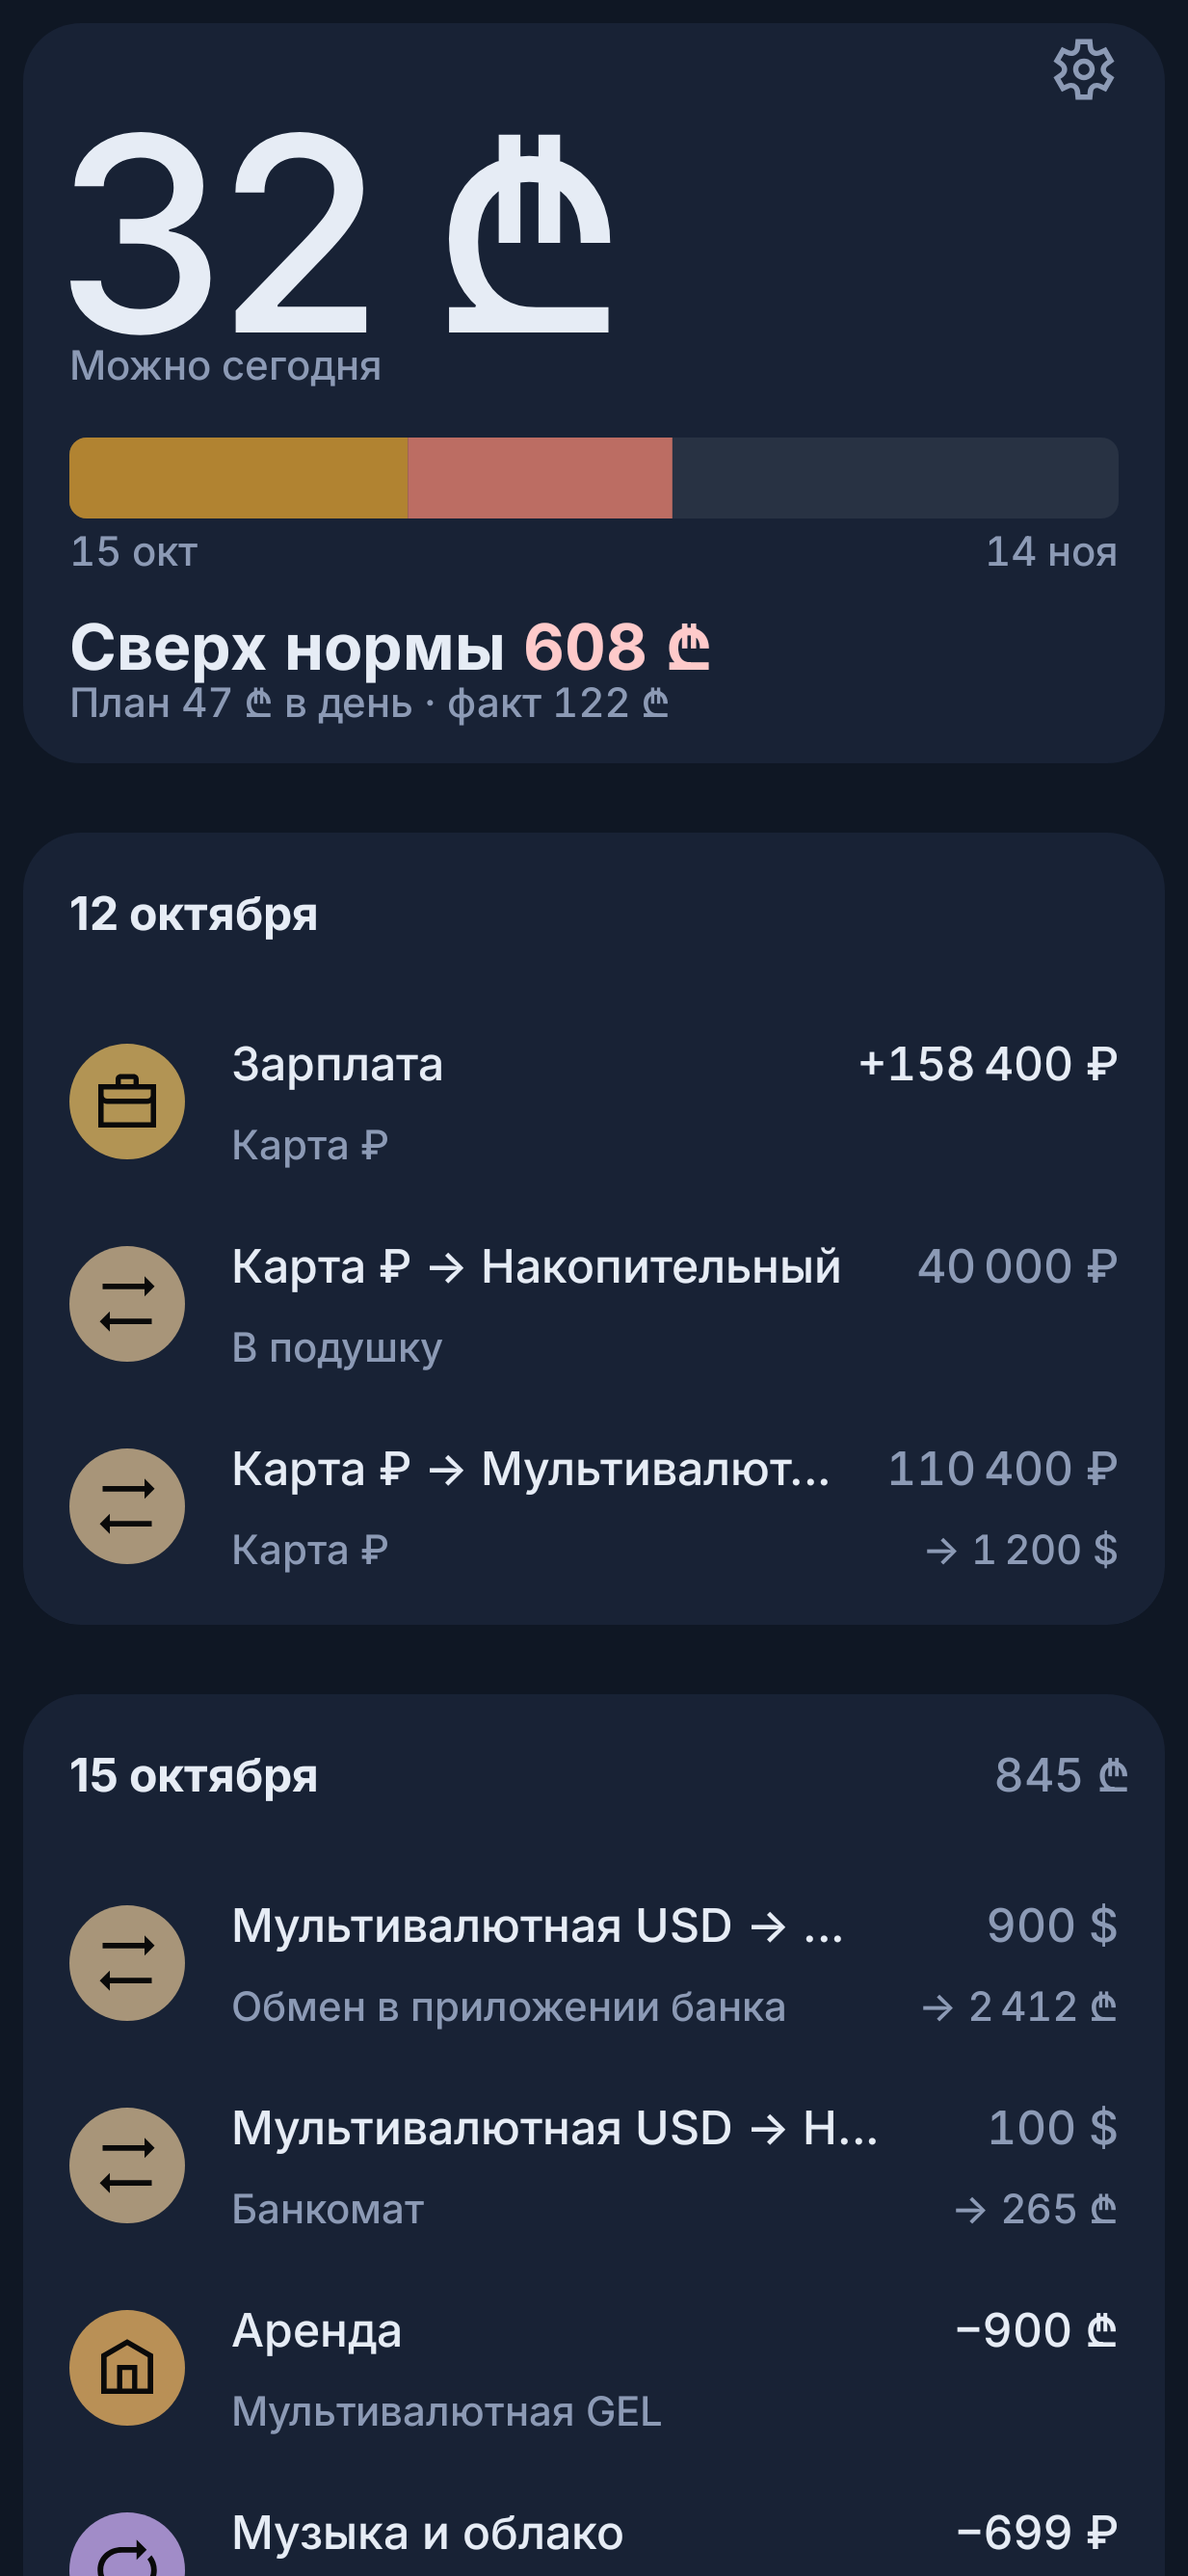 32 ₾
Можно сегодня
15 окт 14 ноя
Сверх нормы 608 ₾
План 47 ₾ в день · факт 122 ₾
12 октября
Зарплата +158 400 ₽
Карта ₽
Карта ₽ → Накопительный 40 000 ₽
В подушку
Карта ₽ → Мультивалют... 110 400 ₽
Карта ₽ → 1 200 $
15 октября 845 ₾
Мультивалютная USD → ... 900 $
Обмен в приложении банка → 2 412 ₾
Мультивалютная USD → Н... 100 $
Банкомат → 265 ₾
Аренда −900 ₾
Мультивалютная GEL
Музыка и облако −699 ₽